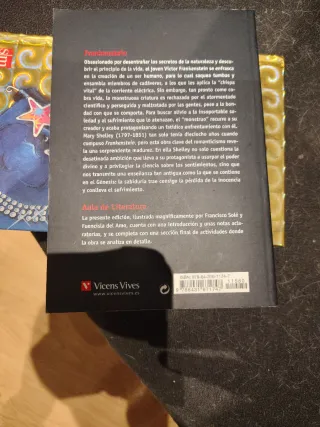 Frankenstein
Obsesionado por desentrañar los secretos de la naturaleza y descu-
brir el principio de la vida, el joven Víctor Frankenstein se enfrasca
en la creación de un ser humano, para lo cual saquea tumbas y
ensambla miembros de cadáveres, a los que les aplica la "chispa
vital" de la corriente eléctrica. Sin embargo, tan pronto como co-
bra vida, la monstruosa criatura es rechazada por el atormentado
científico y perseguida y maltratada por las gentes, pese a la bon-
dad con que se comporta. Para buscar alivio a la insoportable so-
ledad y al sufrimiento que lo atenazan, el "monstruo" recurre a su
creador y acaba protagonizando un fatídico enfrentamiento con él.
Mary Shelley (1797-1851) tan solo tenía dieciocho años cuando
compuso Frankenstein. Pero esta obra clave del romanticismo reve-
la una sorprendente madurez. En ella Shelley no solo cuestiona la
desatinada ambición que lleva a su protagonista a usurpar el poder
divino y a privilegiar la ciencia sobre los sentimientos, sino que
nos transmite una enseñanza tan antigua como la que se contiene en
el Génesis: la sabiduría trae consigo la pérdida de la inocencia
y conlleva el sufrimiento.
Aula de Literatura
La presente edición, ilustrada magníficamente por Francisco Solé y
Fuencisla del Amo, cuenta con una introducción y unas notas acla-
ratorias, y se completa con una sección final de actividades donde
la obra se analiza en detalle.
Vicens Vives